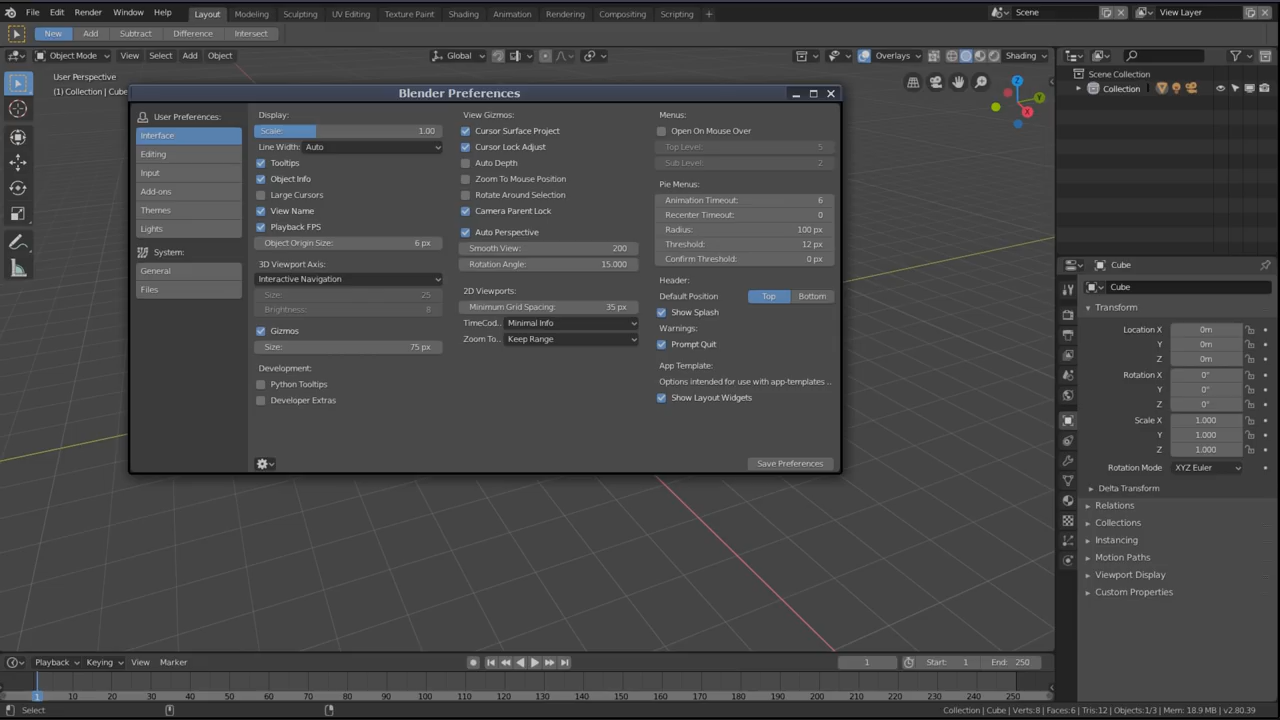 File Edit Render Window Help Layout Modeling Sculpting UV Editing Texture Paint Shading Animation Rendering Compositing Scripting + Scene View Layer
New Add Subtract Difference Intersect
Object Mode View Select Add Object Global Overlays Shading
User Perspective
(1) Collection | Cube
Scene Collection
Collection
Z
Y
X
Blender Preferences
User Preferences:
Interface
Editing
Input
Add-ons
Themes
Lights
System:
General
Files
Display:
Scale: 1.00
Line Width: Auto
Tooltips
Object Info
Large Cursors
View Name
Playback FPS
Object Origin Size: 6 px
3D Viewport Axis:
Interactive Navigation
Size: 25
Brightness: 8
Gizmos
Size: 75 px
Development:
Python Tooltips
Developer Extras
View Gizmos:
Cursor Surface Project
Cursor Lock Adjust
Auto Depth
Zoom To Mouse Position
Rotate Around Selection
Camera Parent Lock
Auto Perspective
Smooth View: 200
Rotation Angle: 15.000
2D Viewports:
Minimum Grid Spacing: 35 px
TimeCod.. Minimal Info
Zoom To.. Keep Range
Menus:
Open On Mouse Over
Top Level: 5
Sub Level: 2
Pie Menus:
Animation Timeout: 6
Recenter Timeout: 0
Radius: 100 px
Threshold: 12 px
Confirm Threshold: 0 px
Header:
Default Position Top Bottom
Show Splash
Warnings:
Prompt Quit
App Template:
Options intended for use with app-templates ..
Show Layout Widgets
Save Preferences
Cube
Cube
Transform
Location X 0m
Y 0m
Z 0m
Rotation X 0°
Y 0°
Z 0°
Scale X 1.000
Y 1.000
Z 1.000
Rotation Mode XYZ Euler
Delta Transform
Relations
Collections
Instancing
Motion Paths
Viewport Display
Custom Properties
Playback Keying View Marker 1 Start: 1 End: 250
1 10 20 30 40 50 60 70 80 90 100 110 120 130 140 150 160 170 180 190 200 210 220 230 240 250
Select Collection | Cube | Verts:8 | Faces:6 | Tris:12 | Objects:1/3 | Mem: 18.9 MB | v2.80.39